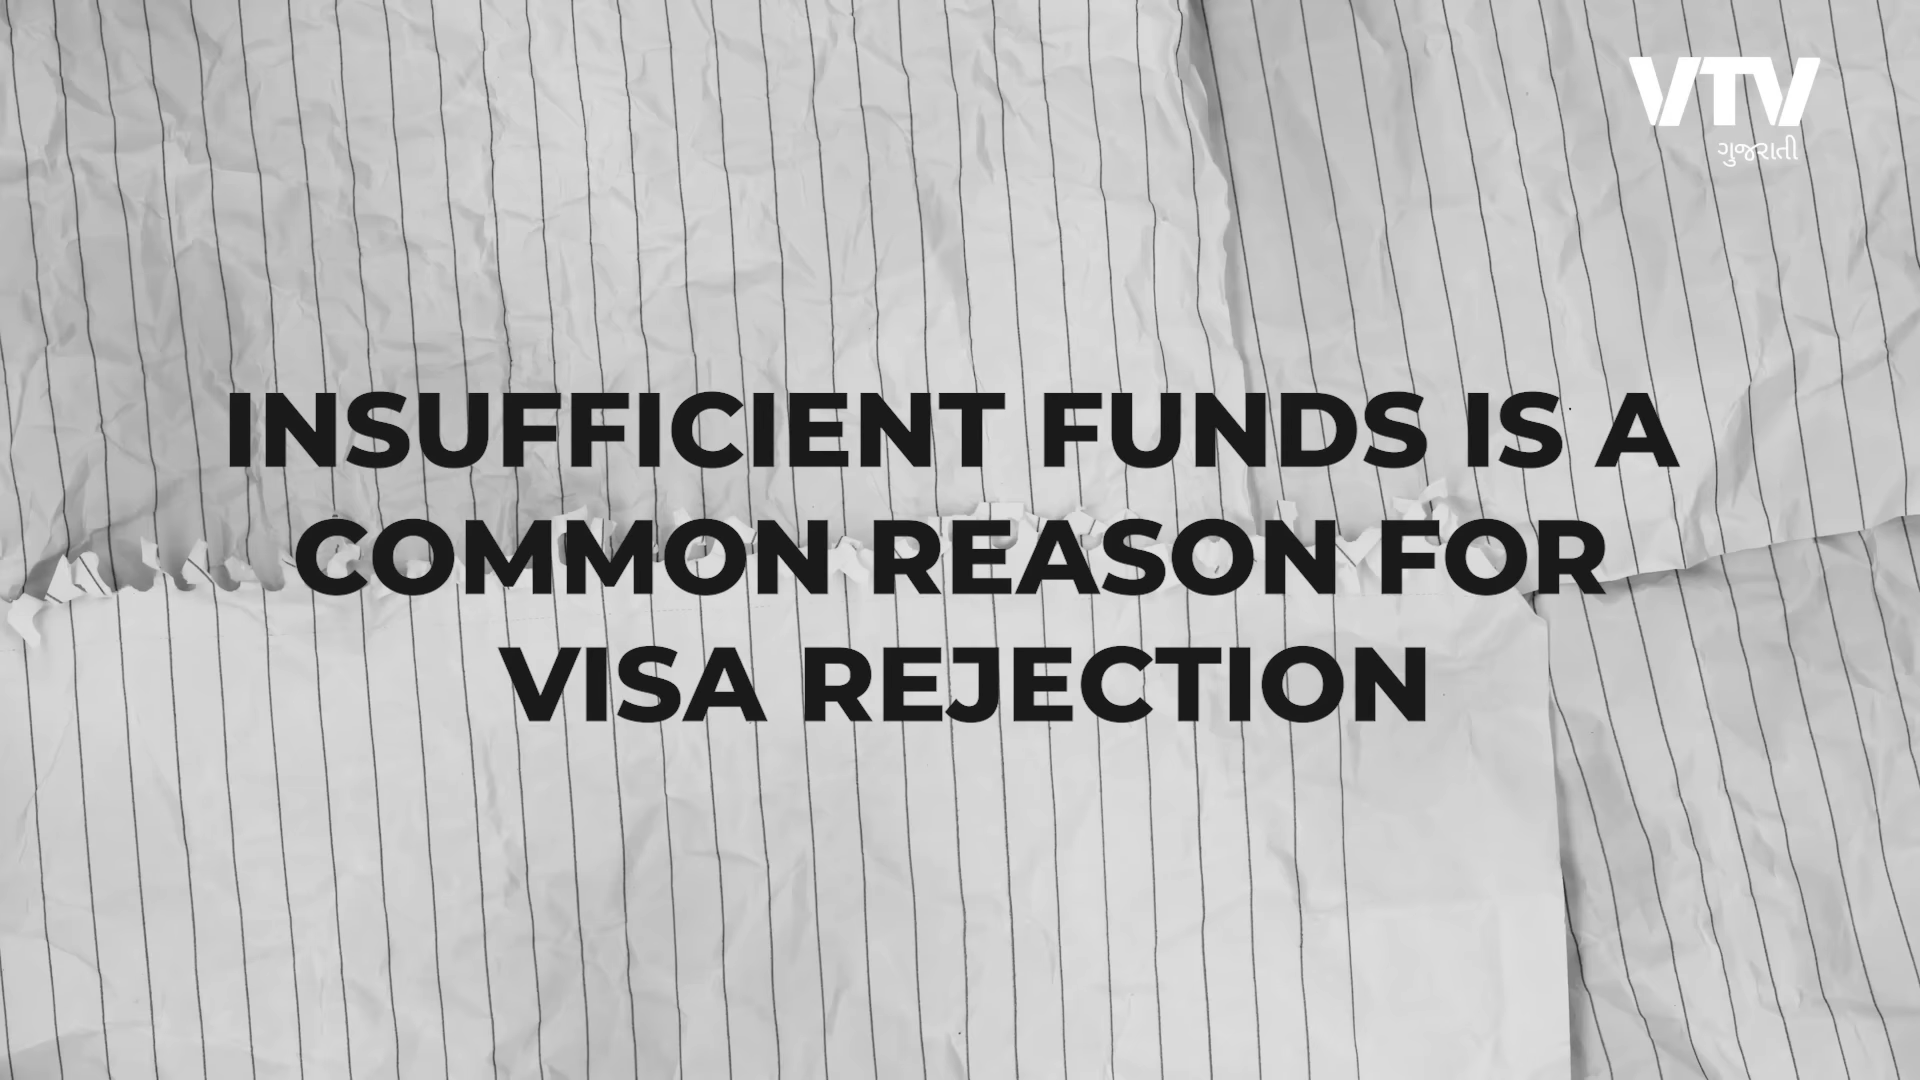 VTV
ગુજરાતી
INSUFFICIENT FUNDS IS A
COMMON REASON FOR
VISA REJECTION